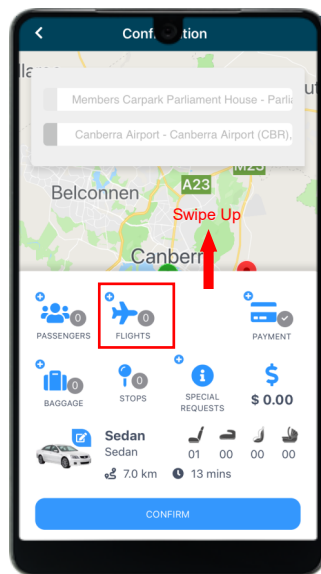 Confi tion
Members Carpark Parliament House - Parlia
Canberra Airport - Canberra Airport (CBR),
M23
A23
Belconnen
Swipe Up
Canberr
0
0
PASSENGERS
FLIGHTS
PAYMENT
0
0
BAGGAGE
STOPS
SPECIAL
REQUESTS
$
$ 0.00
Sedan
Sedan
01 00 00 00
7.0 km 13 mins
CONFIRM